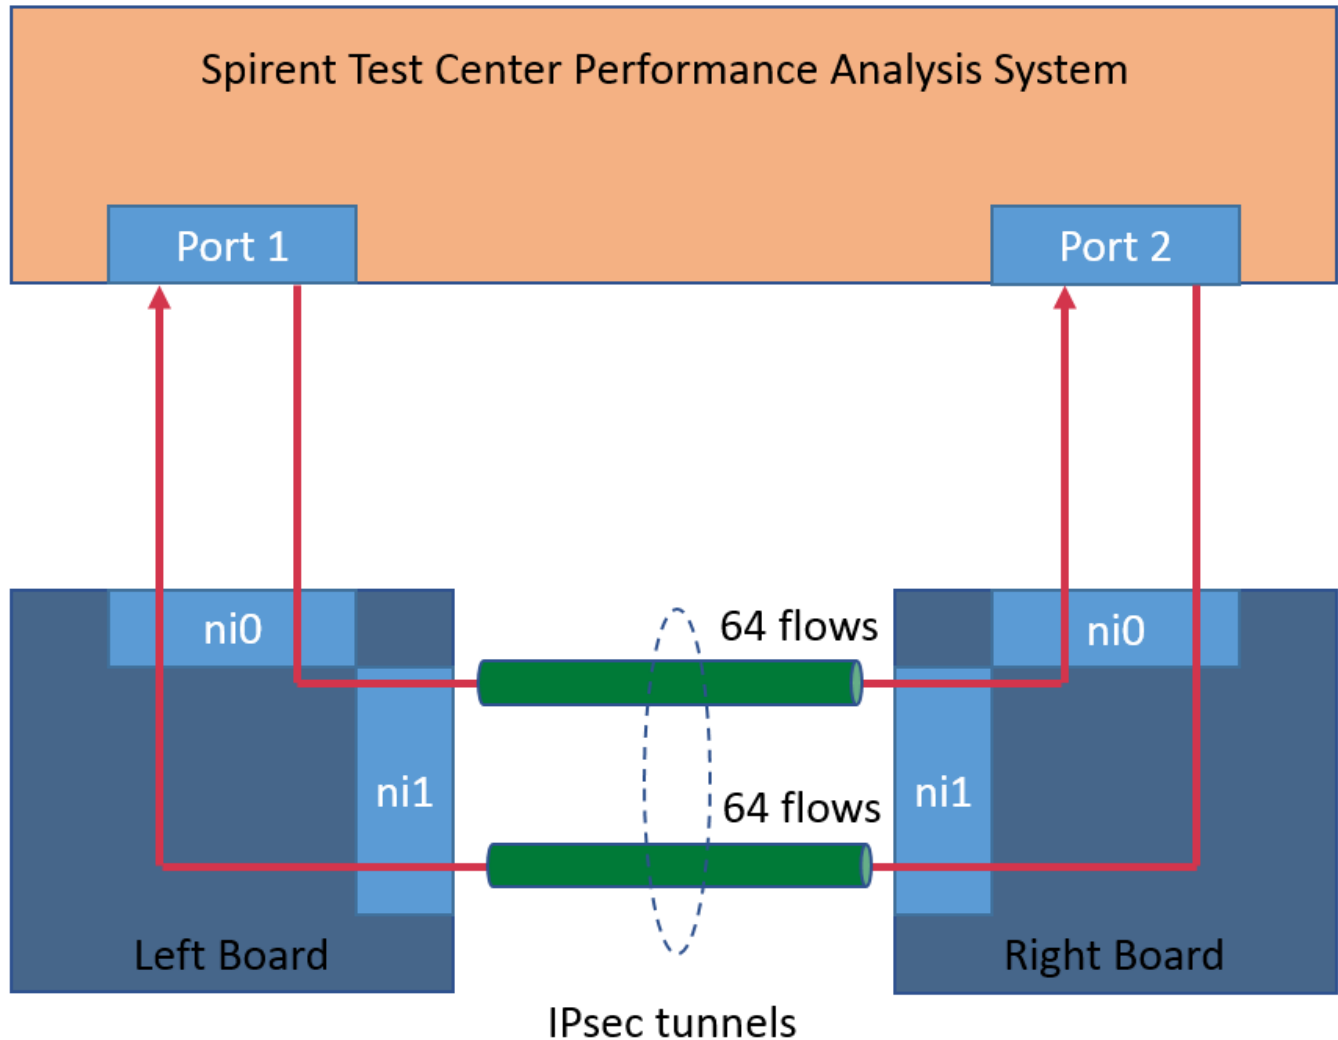 Spirent Test Center Performance Analysis System
Port 1
Port 2
ni0
64 flows
ni0
ni1
64 flows
ni1
Left Board
Right Board
IPsec tunnels